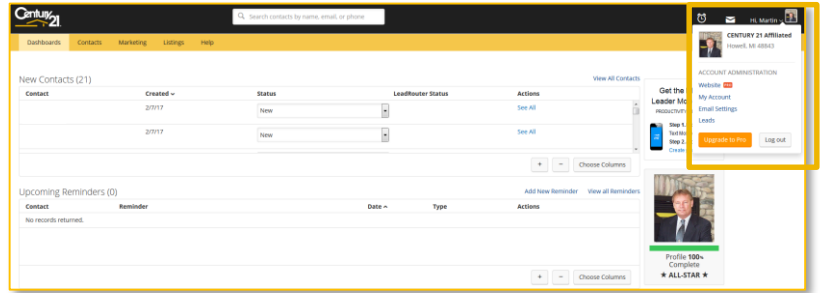 Century 21
Search contacts by name, email, or phone
Hi, Martin
Dashboards Contacts Marketing Listings Help
CENTURY 21 Affiliated
Howell, MI 48843
ACCOUNT ADMINISTRATION
Website
My Account
Email Settings
Leads
Upgrade to Pro Log out
New Contacts (21) View All Contacts
Contact Created Status LeadRouter Status Actions
2/7/17 New See All
2/7/17 New See All
+ − Choose Columns
Get the
Leader Mo
PRODUCTIVITY
Step 1.
Text Mo
Step 2.
Create
Upcoming Reminders (0) Add New Reminder View all Reminders
Contact Reminder Date Type Actions
No records returned.
+ − Choose Columns
Profile 100%
Complete
★ ALL-STAR ★